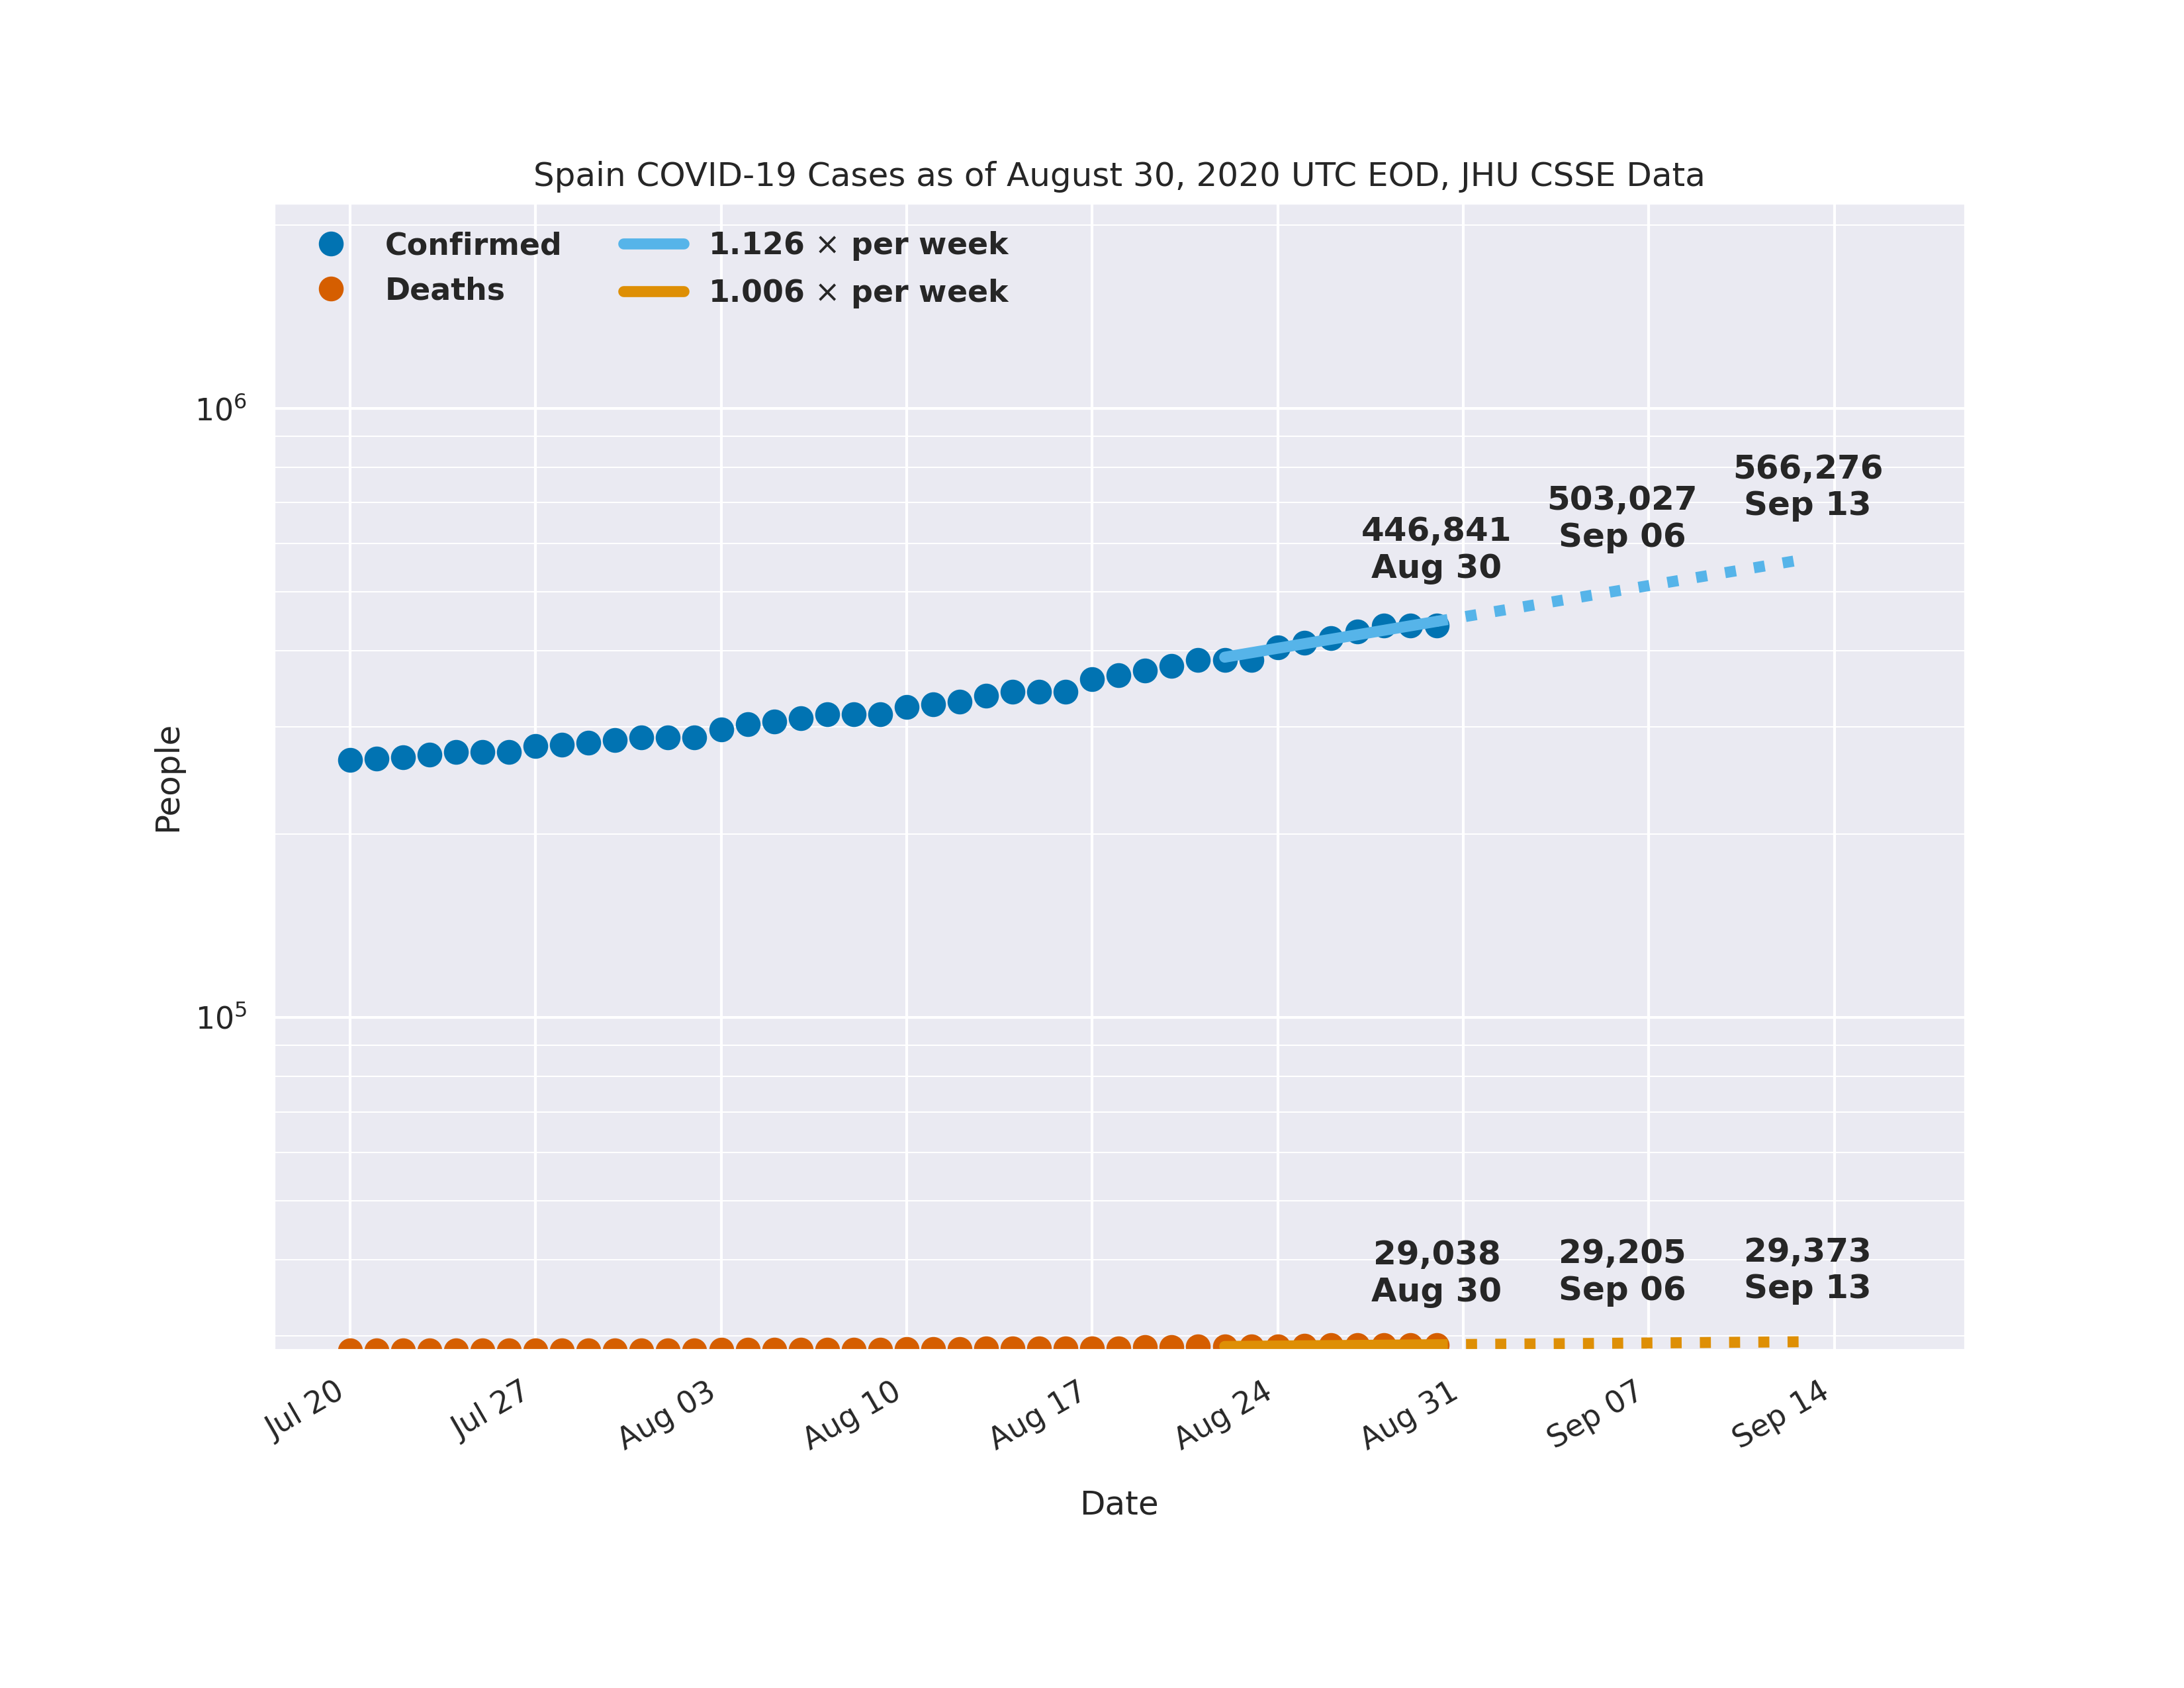 Spain COVID-19 Cases as of August 30, 2020 UTC EOD, JHU CSSE Data
Confirmed
Deaths
1.126 × per week
1.006 × per week
10⁶
10⁵
People
566,276
Sep 13
503,027
Sep 06
446,841
Aug 30
29,038
Aug 30
29,205
Sep 06
29,373
Sep 13
Jul 20
Jul 27
Aug 03
Aug 10
Aug 17
Aug 24
Aug 31
Sep 07
Sep 14
Date